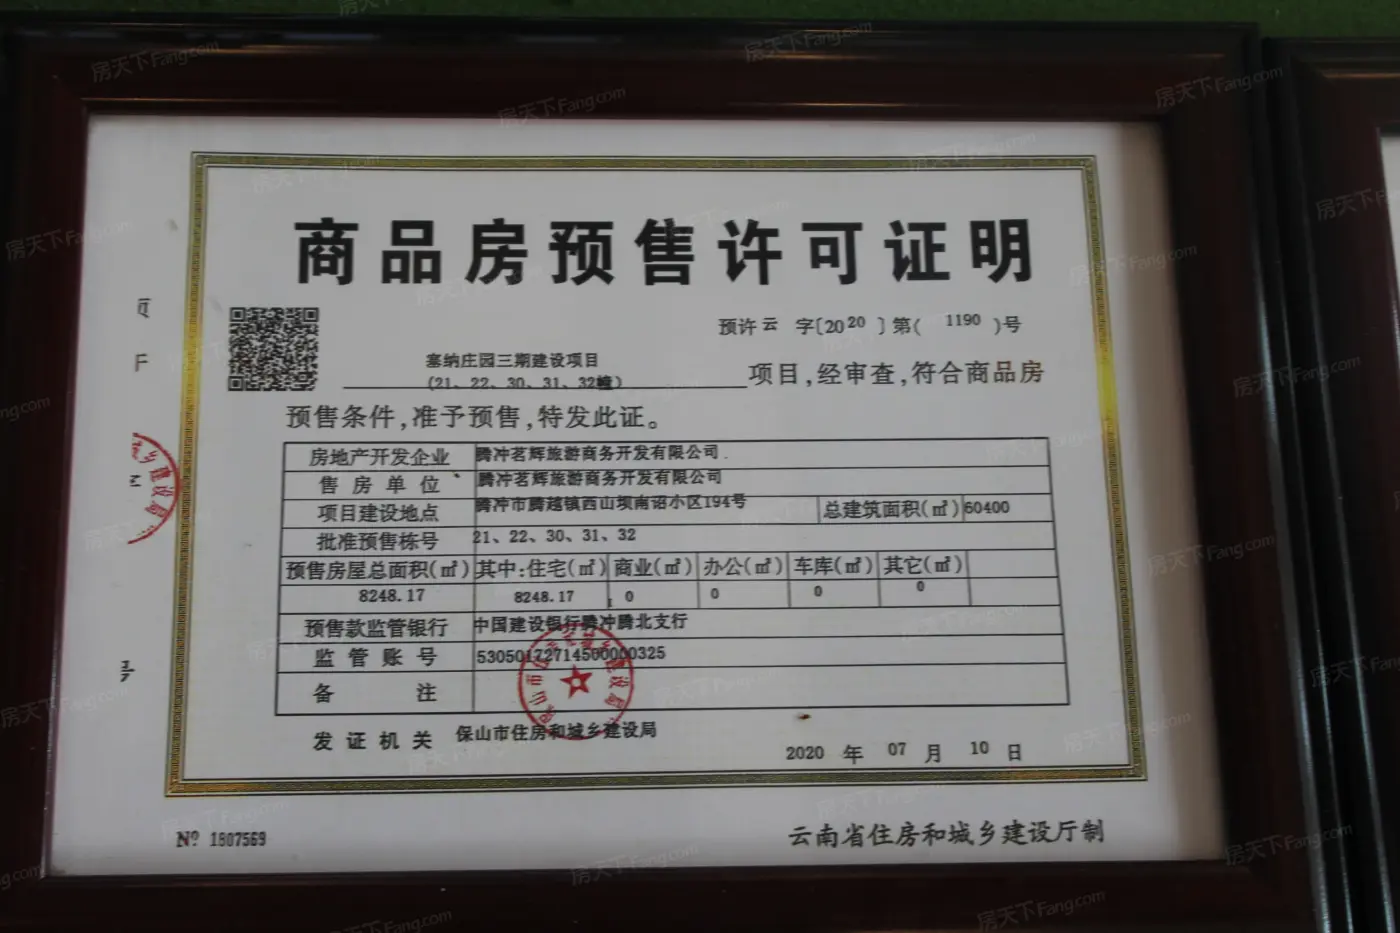 商品房预售许可证明
预许云 字〔2020〕第( 1190 )号
塞纳庄园三期建设项目
(21、22、30、31、32幢)
项目,经审查,符合商品房
预售条件,准予预售,特发此证。
房地产开发企业 腾冲茗辉旅游商务开发有限公司
售房单位 腾冲茗辉旅游商务开发有限公司
项目建设地点 腾冲市腾越镇西山坝南诏小区194号 总建筑面积(㎡) 60400
批准预售栋号 21、22、30、31、32
预售房屋总面积(㎡) 其中:住宅(㎡) 商业(㎡) 办公(㎡) 车库(㎡) 其它(㎡)
8248.17 8248.17 0 0 0 0
预售款监管银行 中国建设银行腾冲腾北支行
监管账号 53050172714500000325
备注
发证机关 保山市住房和城乡建设局
2020 年 07 月 10 日
№ 1807569
云南省住房和城乡建设厅制
房天下Fang.com